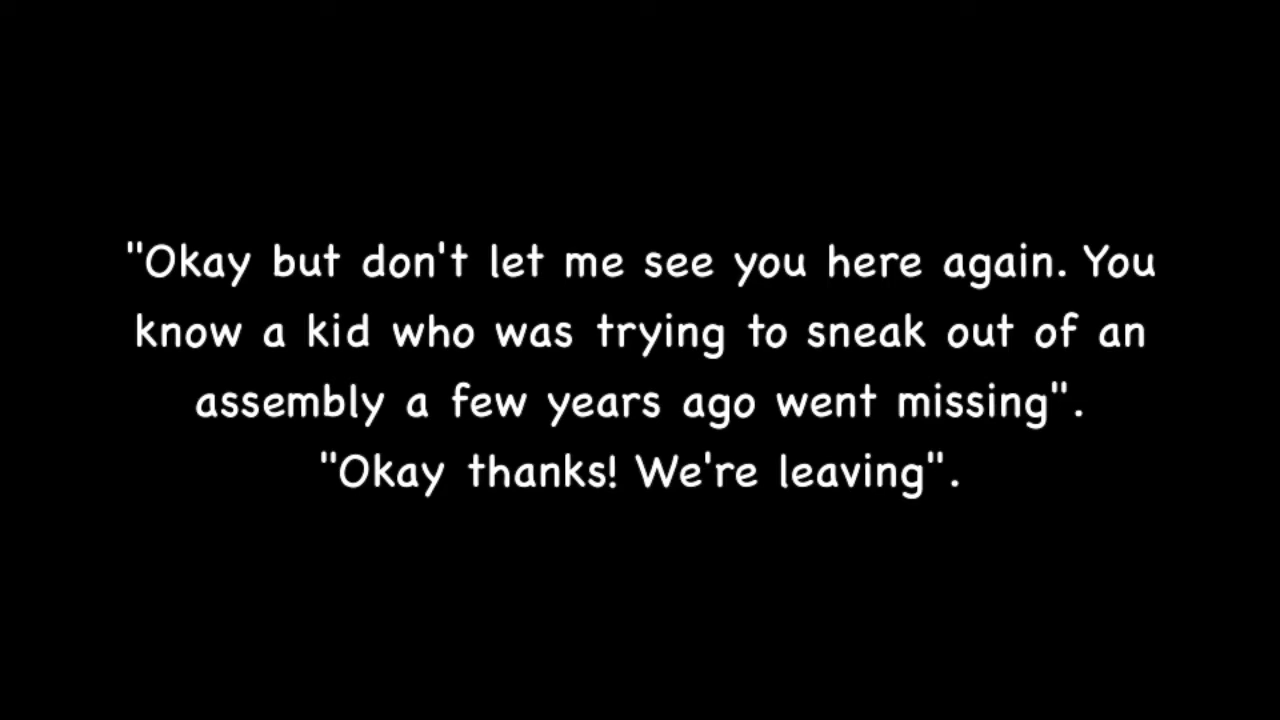 "Okay but don't let me see you here again. You
know a kid who was trying to sneak out of an
assembly a few years ago went missing".
"Okay thanks! We're leaving".